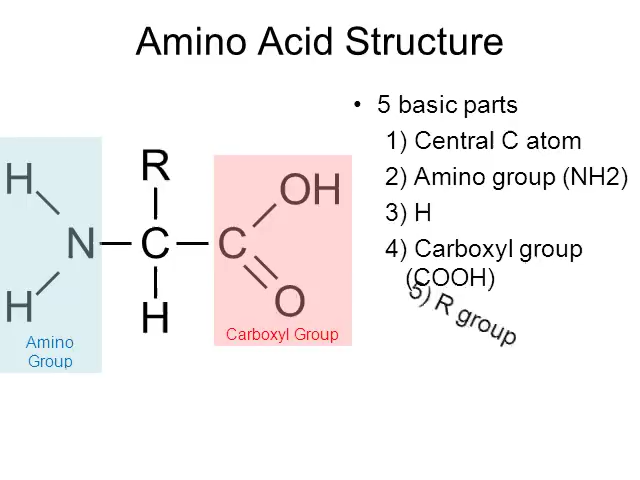 Amino Acid Structure
• 5 basic parts
1) Central C atom
2) Amino group (NH2)
3) H
4) Carboxyl group
(COOH)
5) R group
H
R
OH
N
C
C
H
H
O
Amino
Group
Carboxyl Group